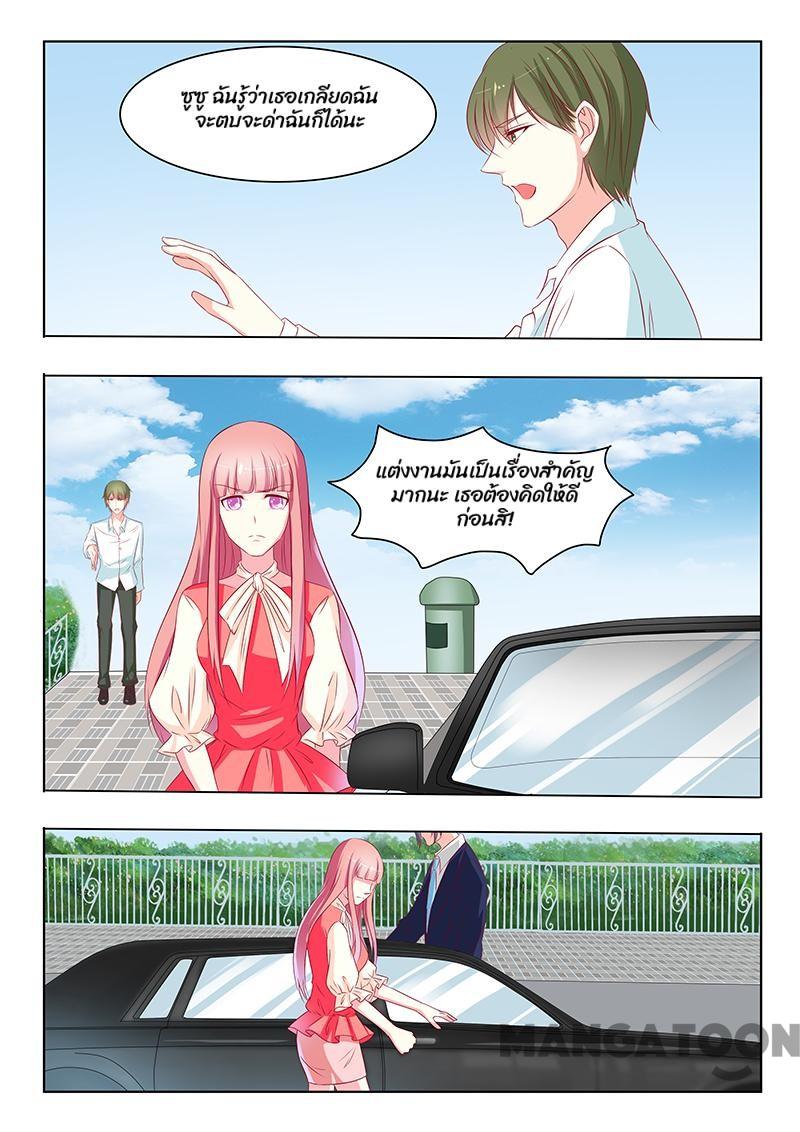 ซูซู ฉันรู้ว่าเธอเกลียดฉัน
จะตบจะด่าฉันก็ได้นะ
แต่งงานมันเป็นเรื่องสำคัญ
มากนะ เธอต้องคิดให้ดี
ก่อนสิ!
MANGATOON